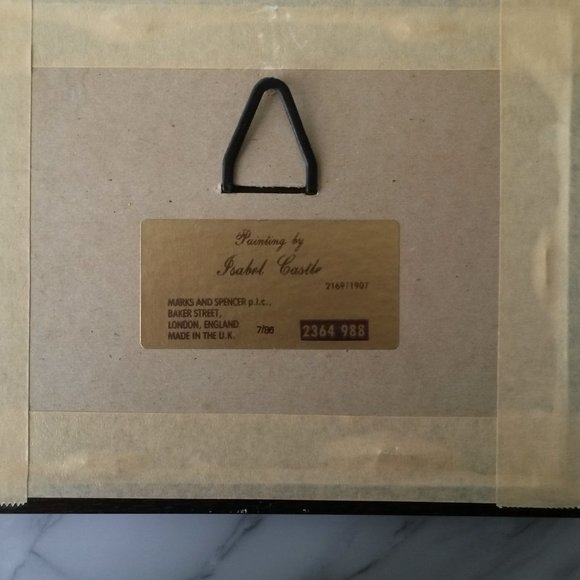 Painting by
Isabel Castle
2169/1907
MARKS AND SPENCER p.l.c.,
BAKER STREET,
LONDON, ENGLAND
MADE IN THE U.K.
7/86
2364 988